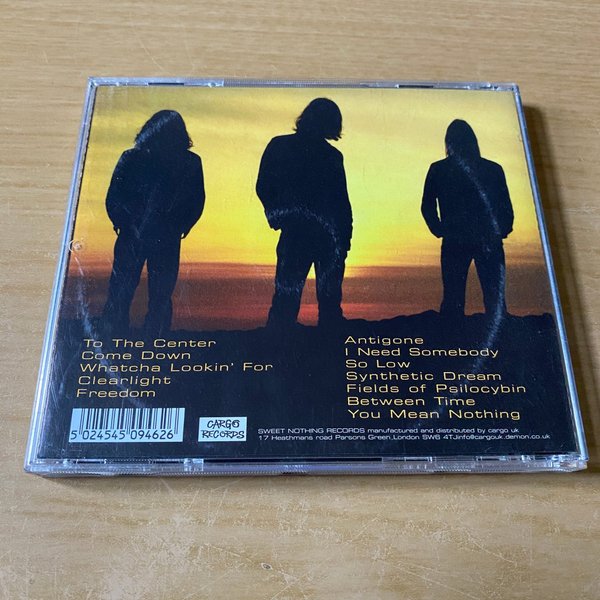 To The Center
Come Down
Whatcha Lookin' For
Clearlight
Freedom
Antigone
I Need Somebody
So Low
Synthetic Dream
Fields of Psilocybin
Between Time
You Mean Nothing
5 024545 094626
CARGO
RECORDS
SWEET NOTHING RECORDS manufactured and distributed by cargo uk
17 Heathmans road Parsons Green,London SW6 4TJinfo@cargouk.demon.co.uk